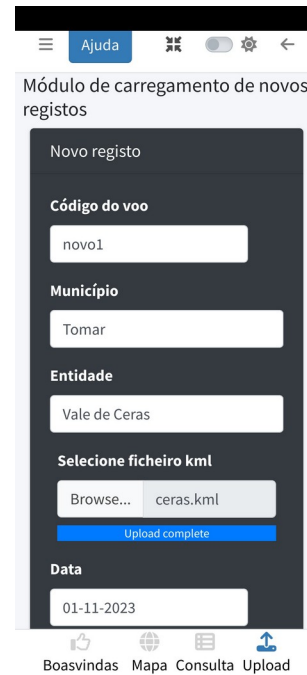 Ajuda
Módulo de carregamento de novos
registos
Novo registo
Código do voo
novo1
Município
Tomar
Entidade
Vale de Ceras
Selecione ficheiro kml
Browse... ceras.kml
Upload complete
Data
01-11-2023
Boasvindas Mapa Consulta Upload